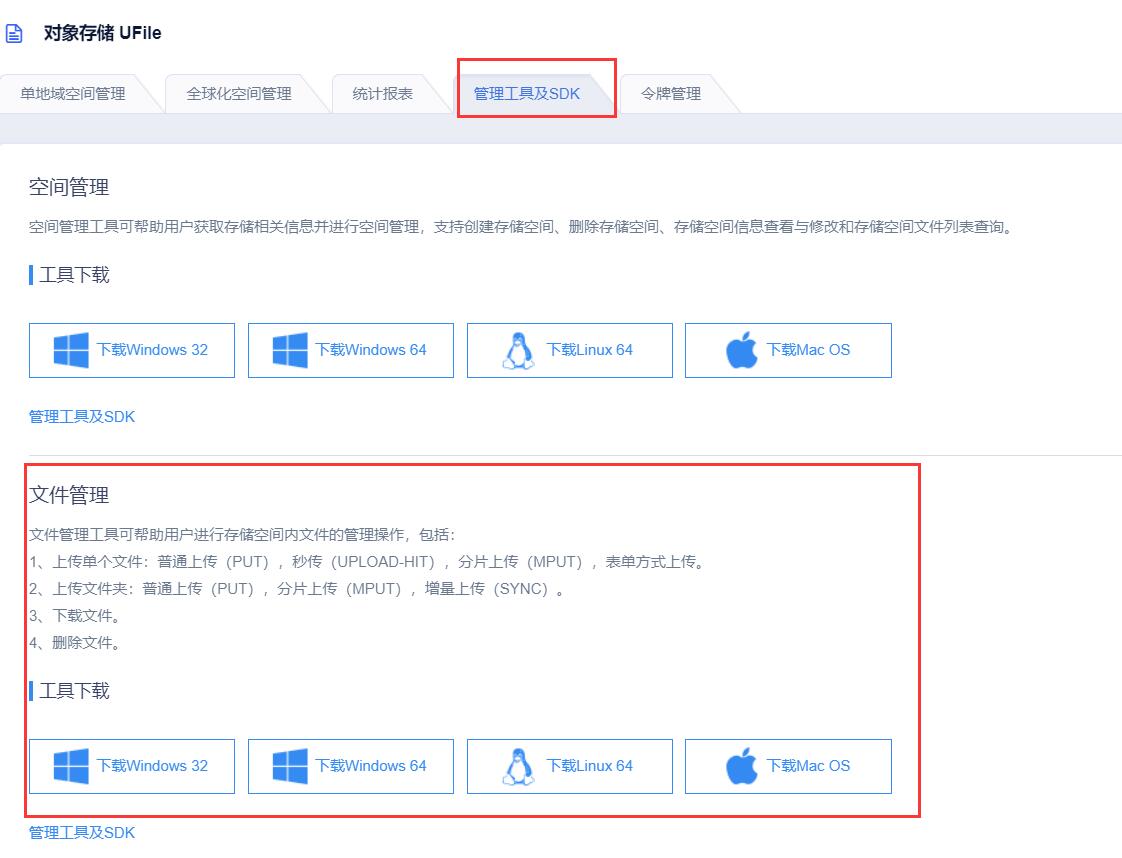 对象存储 UFile
单地域空间管理
全球化空间管理
统计报表
管理工具及SDK
令牌管理
空间管理
空间管理工具可帮助用户获取存储相关信息并进行空间管理，支持创建存储空间、删除存储空间、存储空间信息查看与修改和存储空间文件列表查询。
工具下载
下载Windows 32
下载Windows 64
下载Linux 64
下载Mac OS
管理工具及SDK
文件管理
文件管理工具可帮助用户进行存储空间内文件的管理操作，包括：
1、上传单个文件：普通上传（PUT），秒传（UPLOAD-HIT），分片上传（MPUT），表单方式上传。
2、上传文件夹：普通上传（PUT），分片上传（MPUT），增量上传（SYNC）。
3、下载文件。
4、删除文件。
工具下载
下载Windows 32
下载Windows 64
下载Linux 64
下载Mac OS
管理工具及SDK